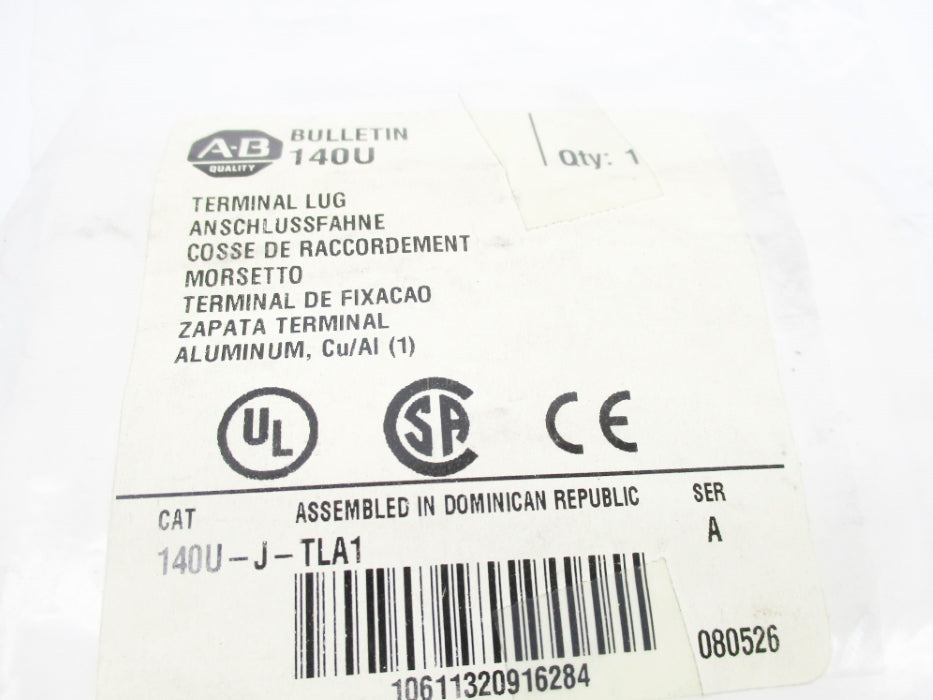 A-B QUALITY
BULLETIN
140U
Qty: 1
TERMINAL LUG
ANSCHLUSSFAHNE
COSSE DE RACCORDEMENT
MORSETTO
TERMINAL DE FIXACAO
ZAPATA TERMINAL
ALUMINUM, Cu/Al (1)
UL
SA
CE
CAT
ASSEMBLED IN DOMINICAN REPUBLIC
SER
140U-J-TLA1
A
080526
10611320916284